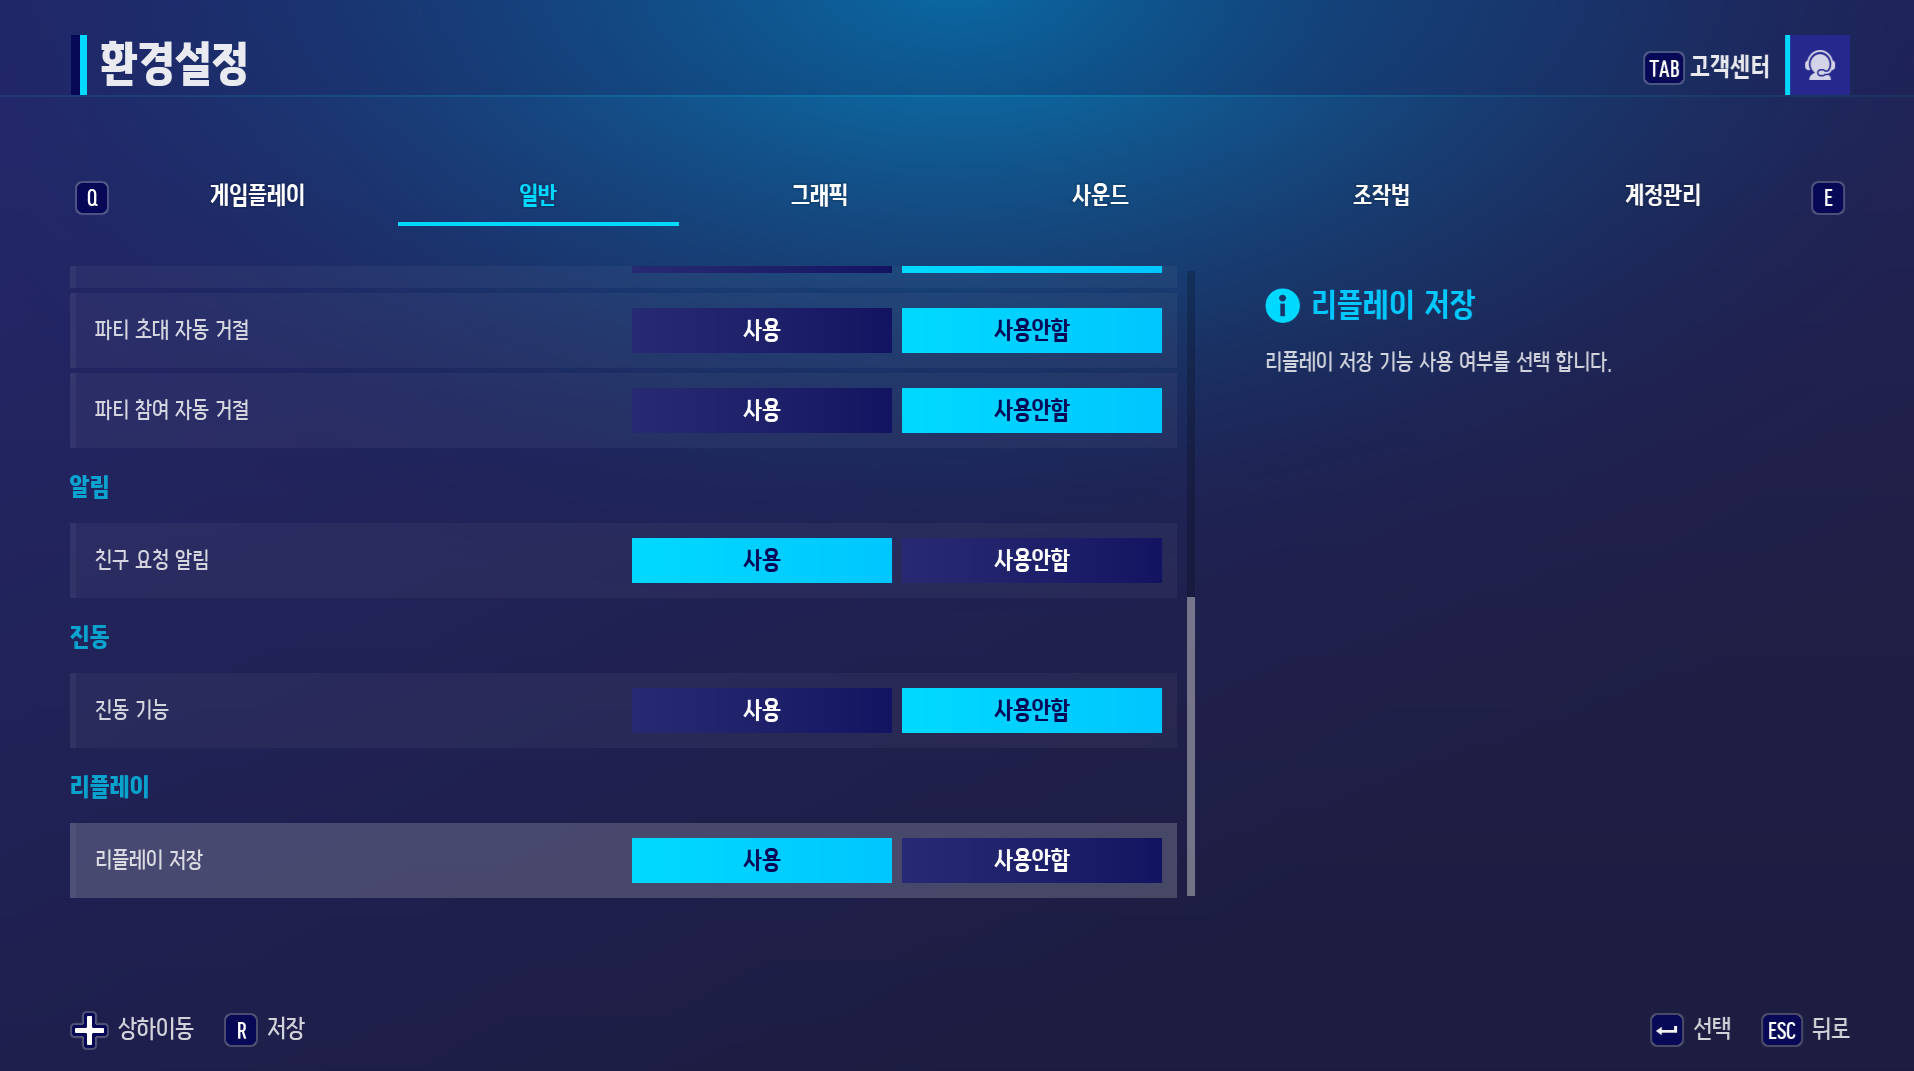 환경설정
TAB 고객센터
Q 게임플레이 일반 그래픽 사운드 조작법 계정관리 E
파티 초대 자동 거절 사용 사용안함
파티 참여 자동 거절 사용 사용안함
알림
친구 요청 알림 사용 사용안함
진동
진동 기능 사용 사용안함
리플레이
리플레이 저장 사용 사용안함
리플레이 저장
리플레이 저장 기능 사용 여부를 선택 합니다.
상하이동 R 저장
선택 ESC 뒤로